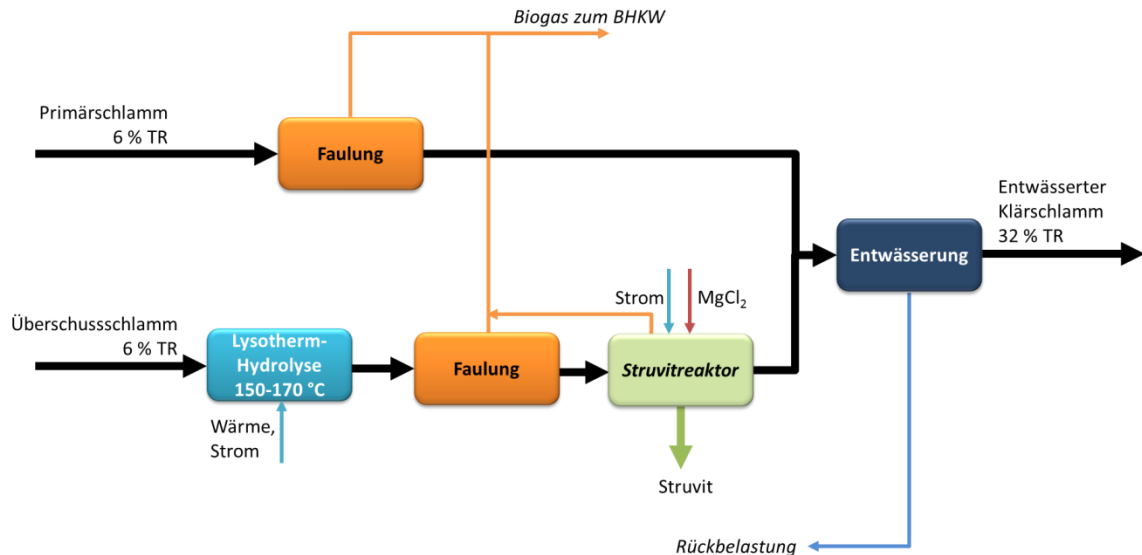 Biogas zum BHKW
Primärschlamm
6 % TR
Faulung
Entwässerter
Klärschlamm
32 % TR
Entwässerung
Strom
MgCl₂
Überschussschlamm
6 % TR
Lysotherm-
Hydrolyse
150-170 °C
Faulung
Struvitreaktor
Wärme,
Strom
Struvit
Rückbelastung